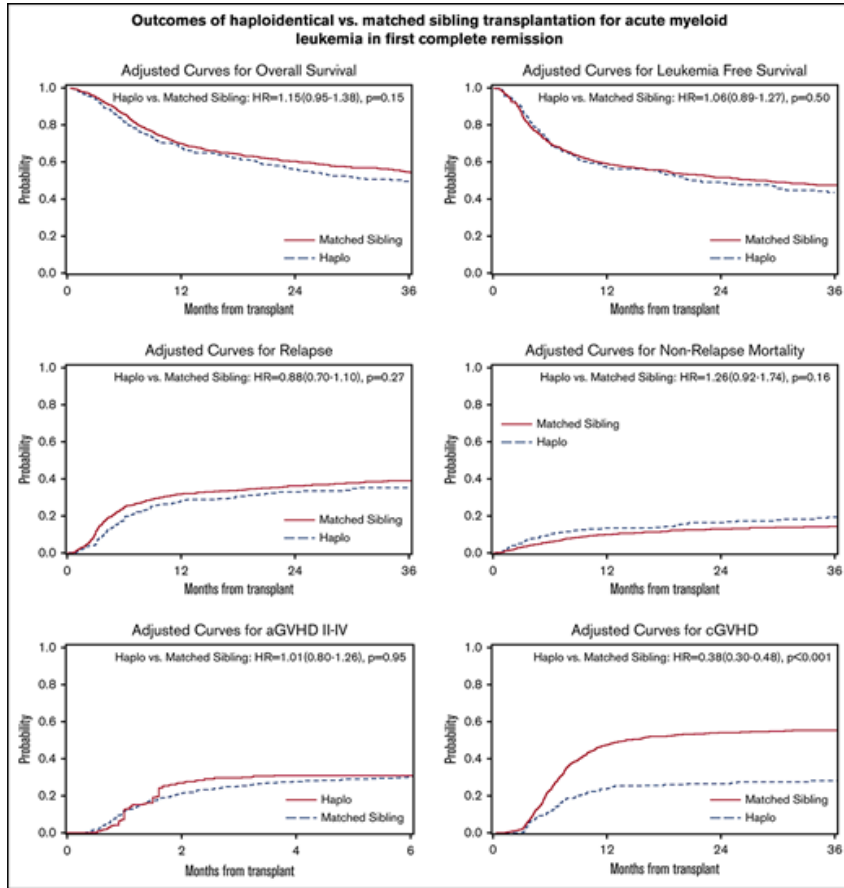 Outcomes of haploidentical vs. matched sibling transplantation for acute myeloid
leukemia in first complete remission
Adjusted Curves for Overall Survival
Haplo vs. Matched Sibling: HR=1.15(0.95-1.38), p=0.15
1.0
0.8
0.6
0.4
0.2
0.0
Probability
Matched Sibling
Haplo
0 12 24 36
Months from transplant
Adjusted Curves for Leukemia Free Survival
Haplo vs. Matched Sibling: HR=1.06(0.89-1.27), p=0.50
1.0
0.8
0.6
0.4
0.2
0.0
Probability
Matched Sibling
Haplo
0 12 24 36
Months from transplant
Adjusted Curves for Relapse
Haplo vs. Matched Sibling: HR=0.88(0.70-1.10), p=0.27
1.0
0.8
0.6
0.4
0.2
0.0
Probability
Matched Sibling
Haplo
0 12 24 36
Months from transplant
Adjusted Curves for Non-Relapse Mortality
Haplo vs. Matched Sibling: HR=1.26(0.92-1.74), p=0.16
1.0
0.8
0.6
0.4
0.2
0.0
Probability
Matched Sibling
Haplo
0 12 24 36
Months from transplant
Adjusted Curves for aGVHD II-IV
Haplo vs. Matched Sibling: HR=1.01(0.80-1.26), p=0.95
1.0
0.8
0.6
0.4
0.2
0.0
Probability
Haplo
Matched Sibling
0 2 4 6
Months from transplant
Adjusted Curves for cGVHD
Haplo vs. Matched Sibling: HR=0.38(0.30-0.48), p<0.001
1.0
0.8
0.6
0.4
0.2
0.0
Probability
Matched Sibling
Haplo
0 12 24 36
Months from transplant